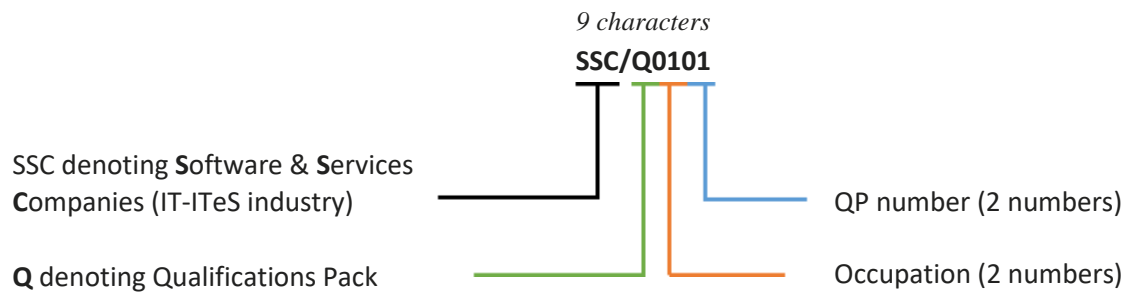 9 characters
SSC/Q0101
SSC denoting Software & Services
Companies (IT-ITeS industry)
QP number (2 numbers)
Q denoting Qualifications Pack
Occupation (2 numbers)